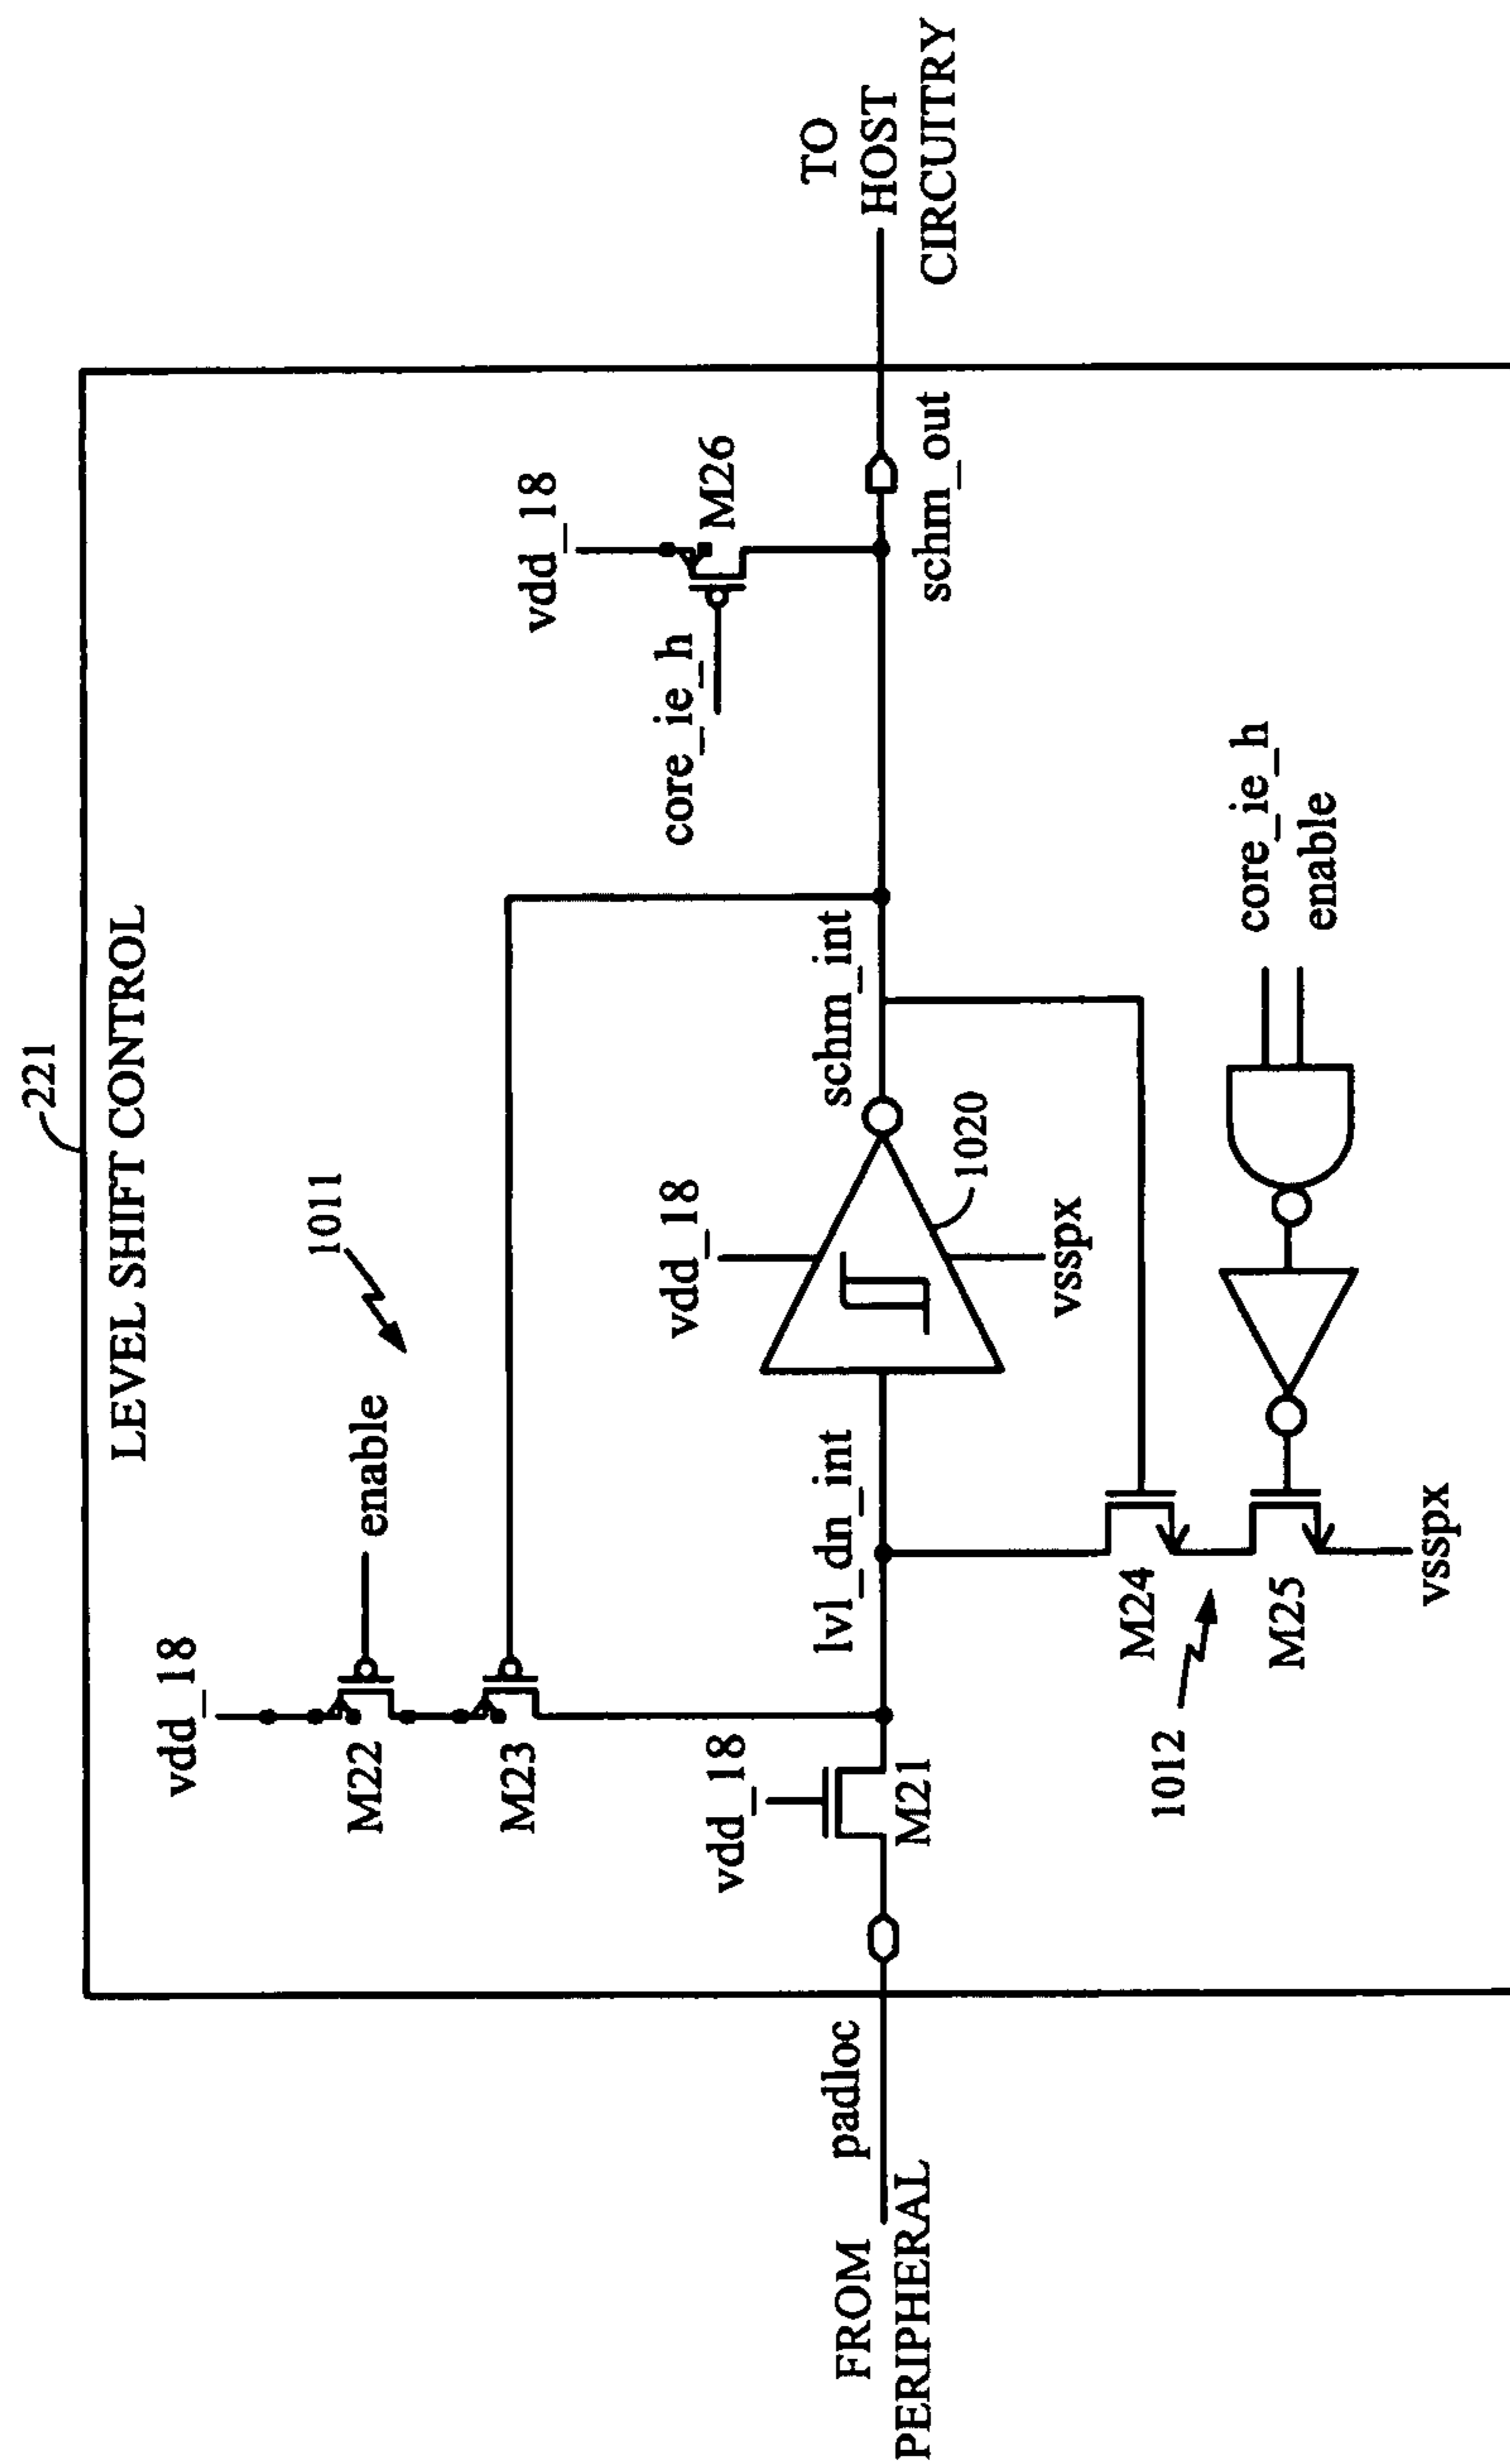 221
LEVEL SHIFT CONTROL
1011
vdd_18
enable
M22
M23
vdd_18
core_ie_h
M26
vdd_18
M21
vdd_18
FROM
PERIPHERAL
padloc
lvl_dn_int
schm_int
schm_out
TO
HOST
CIRCUITRY
1020
vsspx
M24
1012
M25
vsspx
core_ie_h
enable